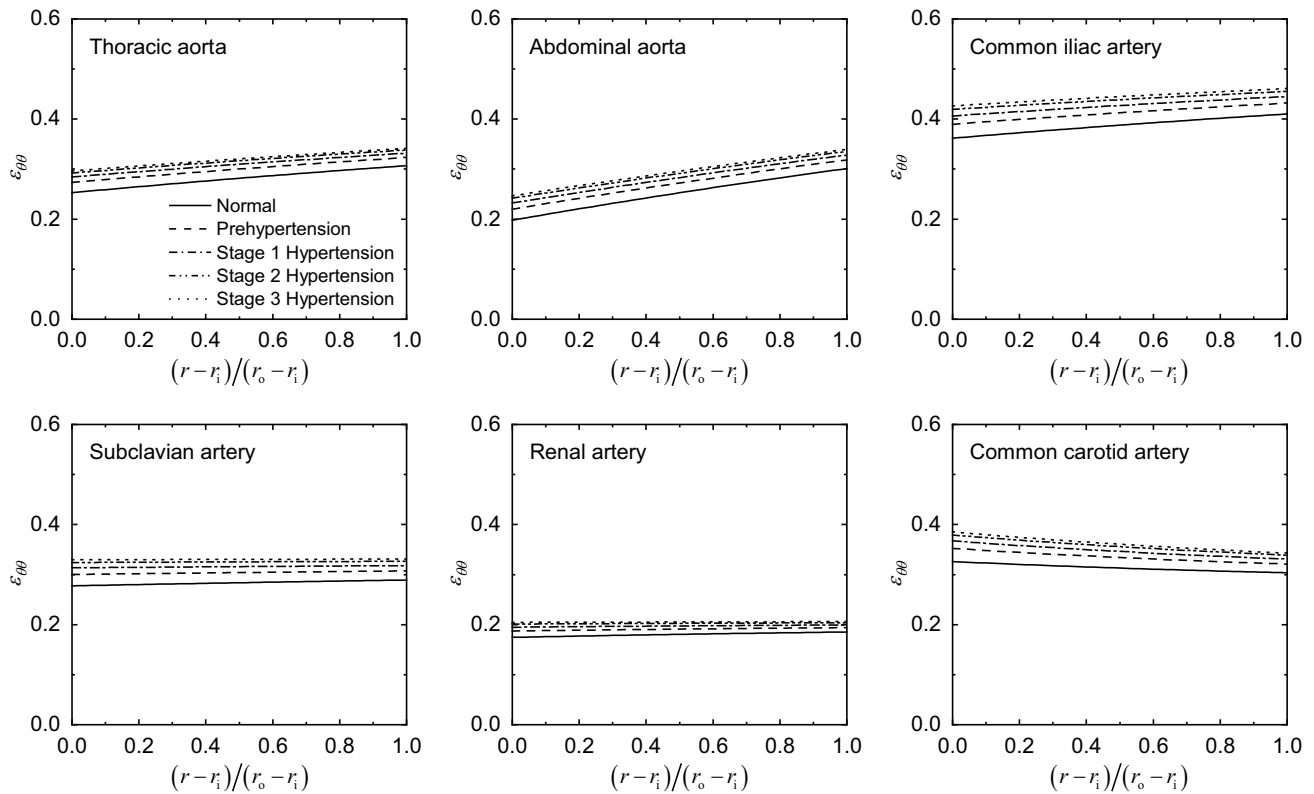 0.6
0.4
0.2
0.0
εθθ
Thoracic aorta
Normal
Prehypertension
Stage 1 Hypertension
Stage 2 Hypertension
Stage 3 Hypertension
0.0 0.2 0.4 0.6 0.8 1.0
(r−ri)/(ro−ri)
0.6
0.4
0.2
0.0
εθθ
Abdominal aorta
0.0 0.2 0.4 0.6 0.8 1.0
(r−ri)/(ro−ri)
0.6
0.4
0.2
0.0
εθθ
Common iliac artery
0.0 0.2 0.4 0.6 0.8 1.0
(r−ri)/(ro−ri)
0.6
0.4
0.2
0.0
εθθ
Subclavian artery
0.0 0.2 0.4 0.6 0.8 1.0
(r−ri)/(ro−ri)
0.6
0.4
0.2
0.0
εθθ
Renal artery
0.0 0.2 0.4 0.6 0.8 1.0
(r−ri)/(ro−ri)
0.6
0.4
0.2
0.0
εθθ
Common carotid artery
0.0 0.2 0.4 0.6 0.8 1.0
(r−ri)/(ro−ri)